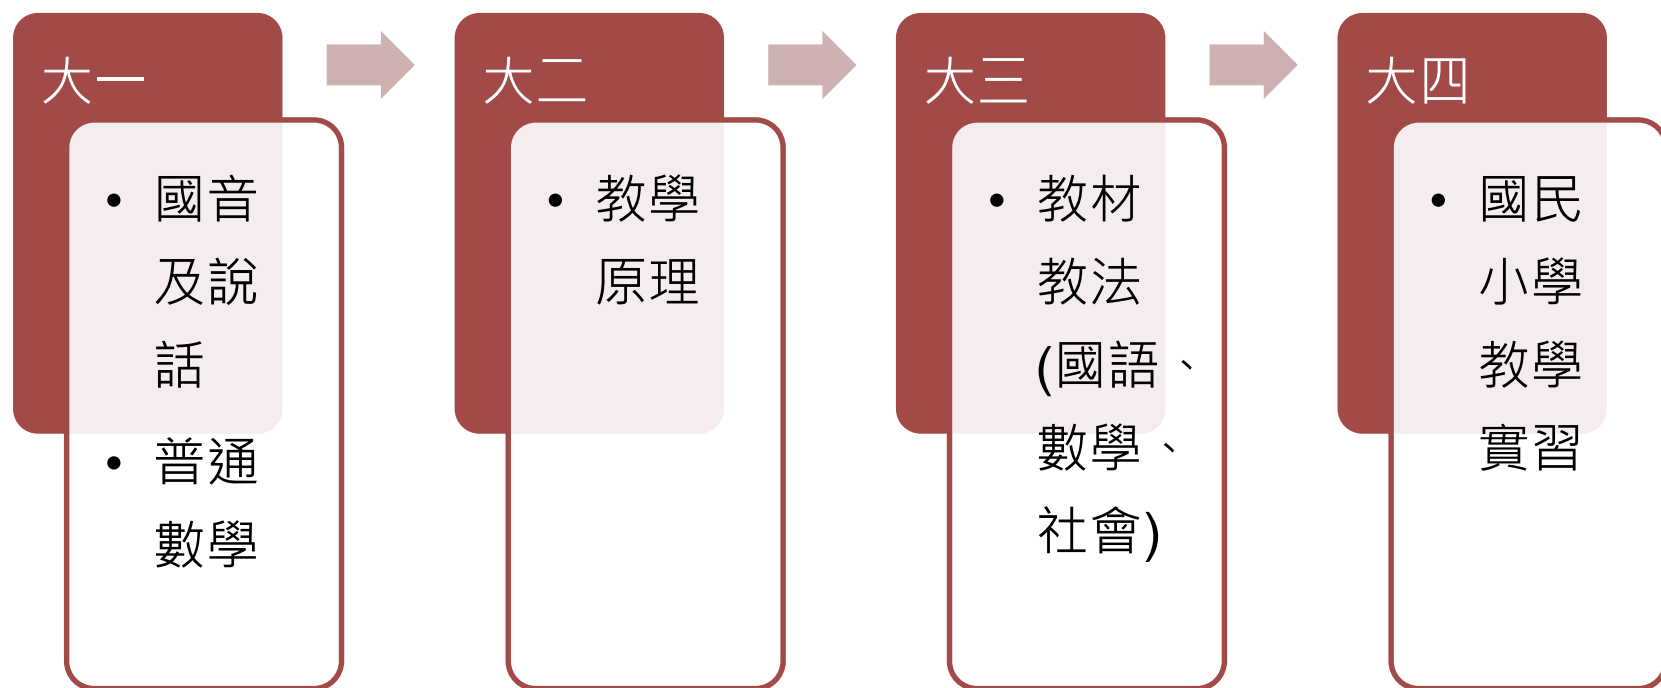 大一
• 國音
及說
話
• 普通
數學
大二
• 教學
原理
大三
• 教材
教法
(國語、
數學、
社會)
大四
• 國民
小學
教學
實習